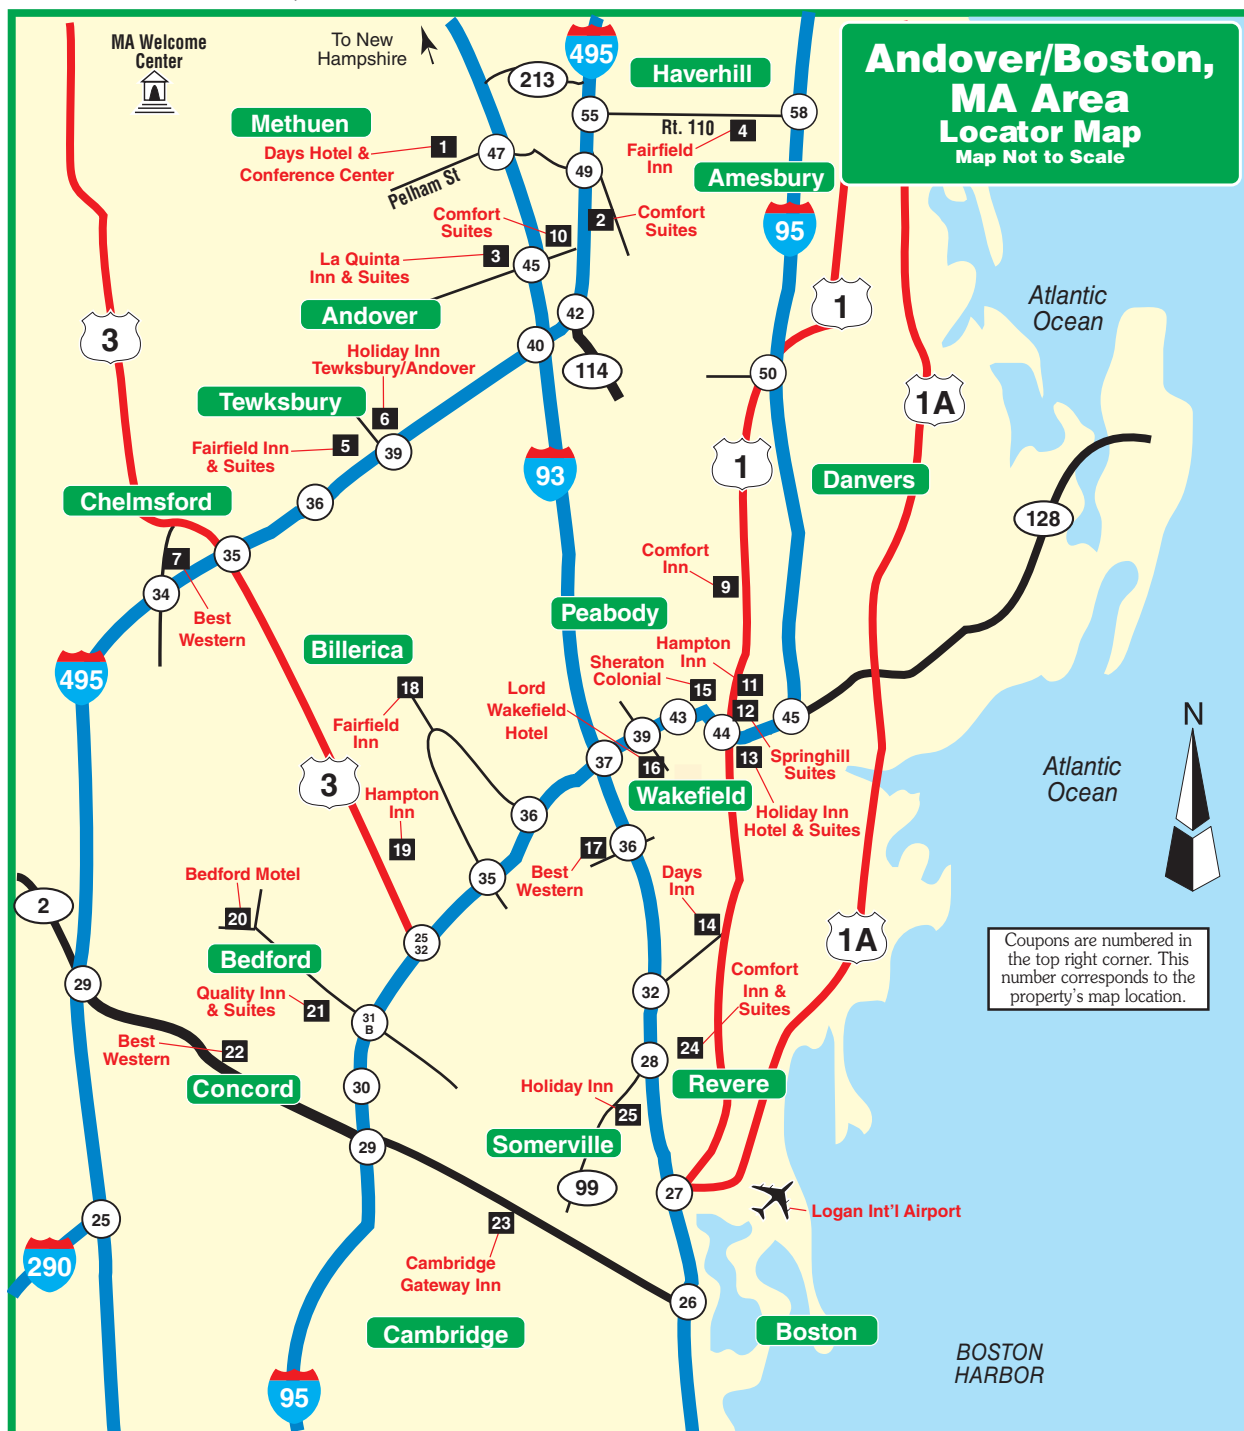 MA Welcome
Center
To New
Hampshire
495
213
Haverhill
Andover/Boston,
MA Area
Locator Map
Map Not to Scale
55
58
Rt. 110
4
Fairfield
Inn
Methuen
1
Days Hotel &
Conference Center
Pelham St
47
49
Amesbury
95
Comfort
Suites
10
2
Comfort
Suites
La Quinta
Inn & Suites
3
45
Andover
42
1
Atlantic
Ocean
3
Holiday Inn
Tewksbury/Andover
40
114
50
1A
Tewksbury
6
Fairfield Inn
& Suites
5
39
93
1
Danvers
Chelmsford
36
128
7
35
34
Best
Western
Comfort
Inn
9
Peabody
495
Billerica
Hampton
Inn
11
Sheraton
Colonial
15
18
Fairfield
Inn
Lord
Wakefield
Hotel
39
43
44
12
45
N
37
16
13
Springhill
Suites
Wakefield
Atlantic
Ocean
3
Hampton
Inn
19
36
Holiday Inn
Hotel & Suites
17
36
Best
Western
Days
Inn
14
35
Bedford Motel
20
2
25
32
1A
Bedford
Coupons are numbered in
the top right corner. This
number corresponds to the
property's map location.
29
Quality Inn
& Suites
21
31
B
32
Comfort
Inn &
Suites
24
Best
Western
22
28
Concord
30
Holiday Inn
25
Revere
29
Somerville
99
27
Logan Int'l Airport
25
23
290
Cambridge
Gateway Inn
26
Cambridge
Boston
BOSTON
HARBOR
95